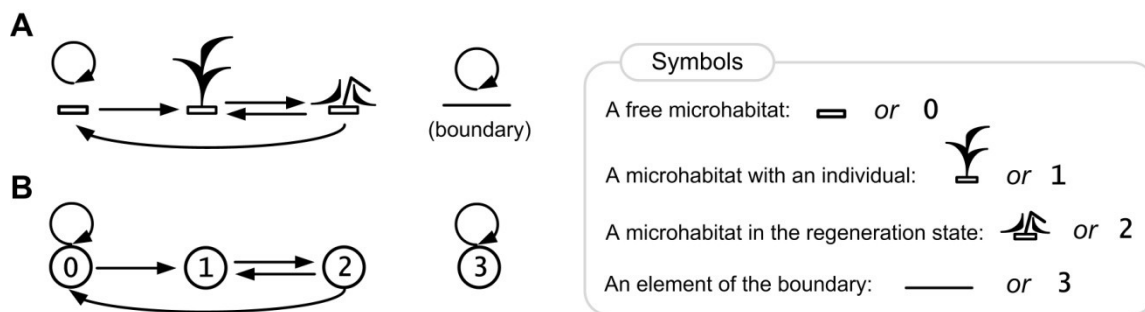 A
(boundary)
B
0 1 2 3
Symbols
A free microhabitat: or 0
A microhabitat with an individual: or 1
A microhabitat in the regeneration state: or 2
An element of the boundary: or 3